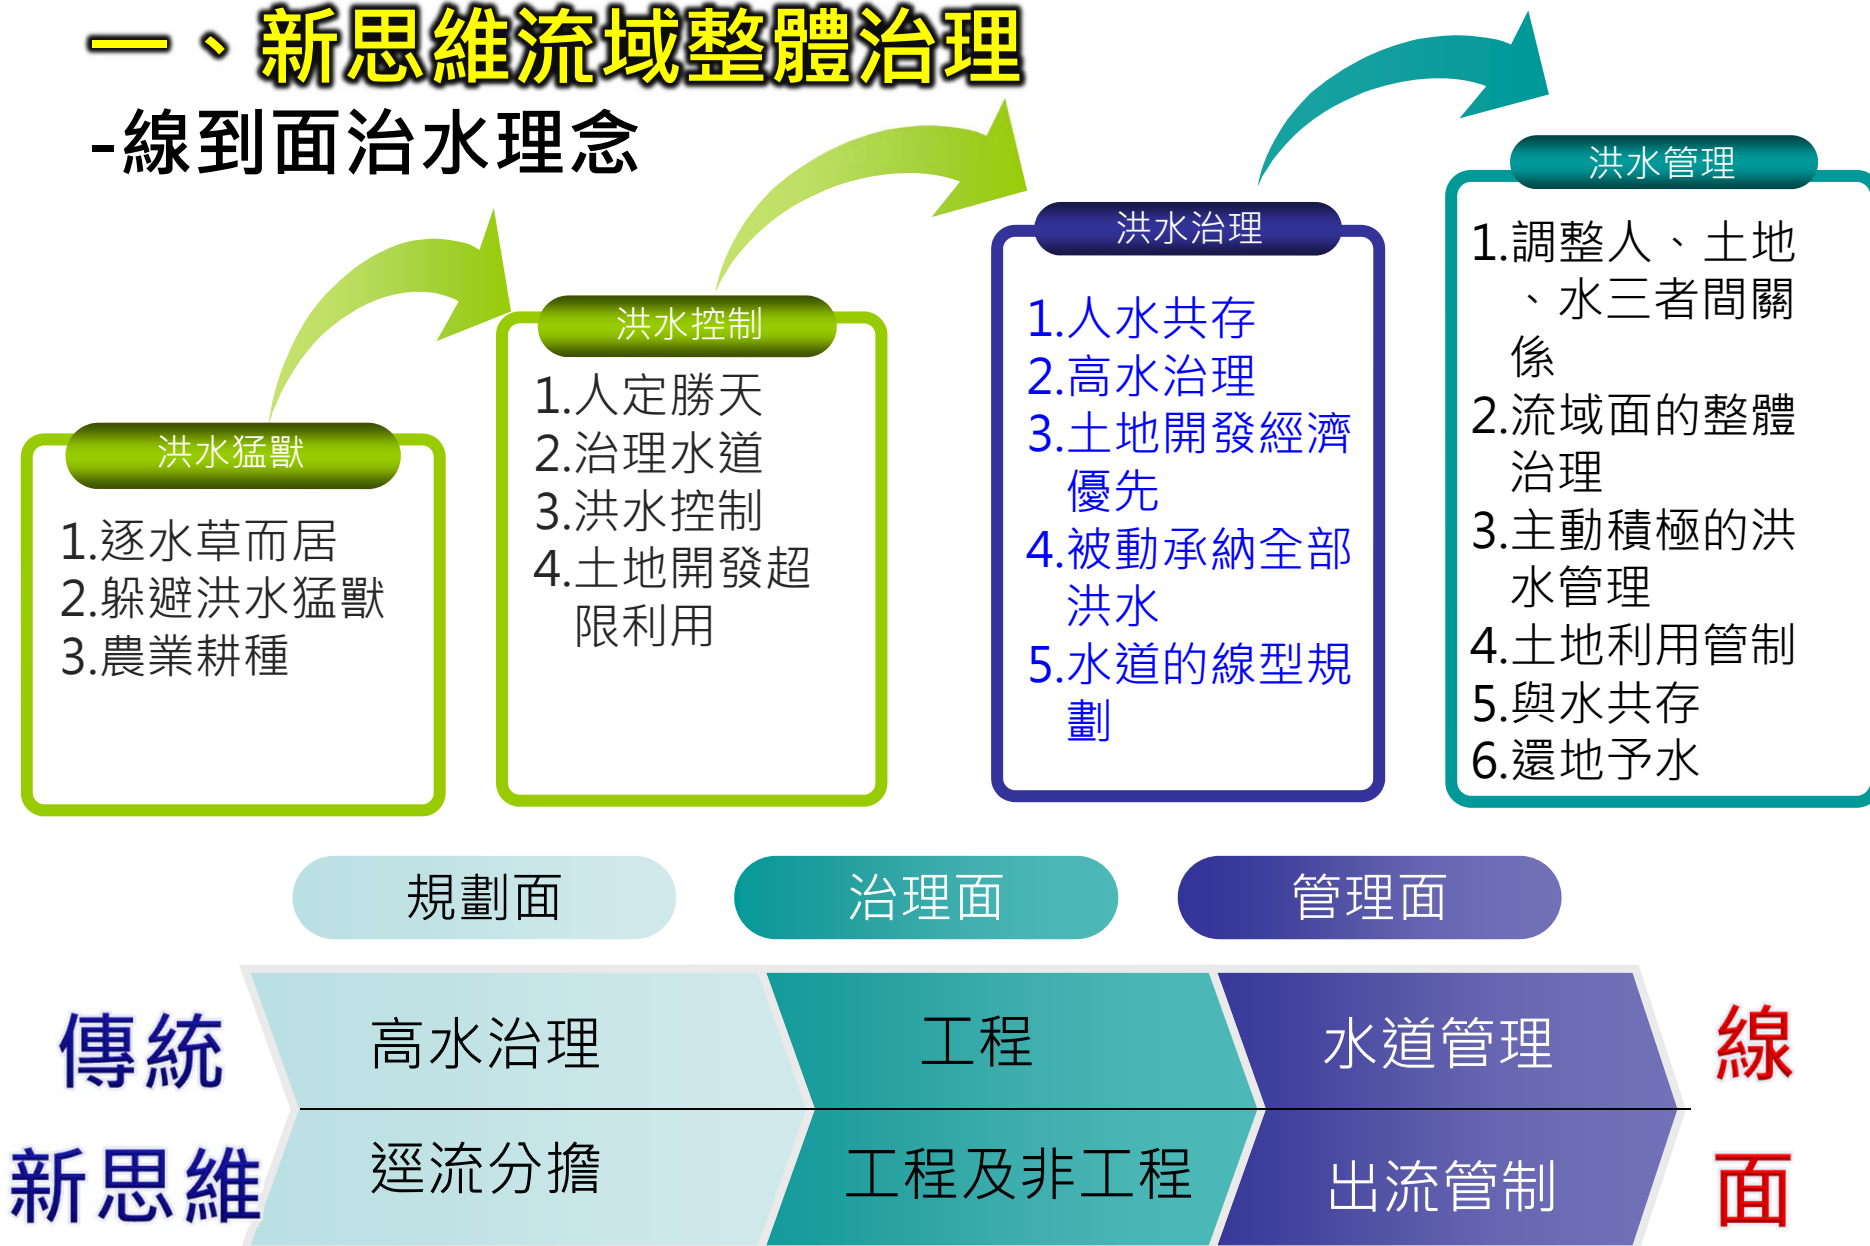 一、新思維流域整體治理
-線到面治水理念
洪水猛獸
1.逐水草而居
2.躲避洪水猛獸
3.農業耕種
洪水控制
1.人定勝天
2.治理水道
3.洪水控制
4.土地開發超
限利用
洪水治理
1.人水共存
2.高水治理
3.土地開發經濟
優先
4.被動承納全部
洪水
5.水道的線型規
劃
洪水管理
1.調整人、土地
、水三者間關
係
2.流域面的整體
治理
3.主動積極的洪
水管理
4.土地利用管制
5.與水共存
6.還地予水
規劃面
治理面
管理面
傳統
高水治理
工程
水道管理
線
新思維
逕流分擔
工程及非工程
出流管制
面